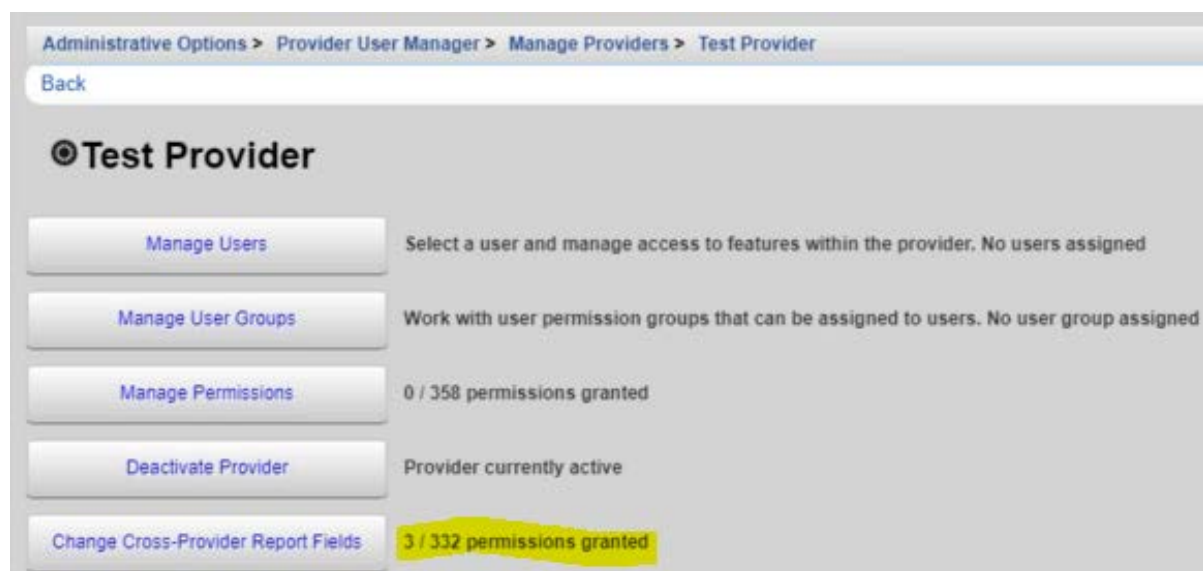 Administrative Options > Provider User Manager > Manage Providers > Test Provider
Back
Test Provider
Manage Users Select a user and manage access to features within the provider. No users assigned
Manage User Groups Work with user permission groups that can be assigned to users. No user group assigned
Manage Permissions 0 / 358 permissions granted
Deactivate Provider Provider currently active
Change Cross-Provider Report Fields 3 / 332 permissions granted